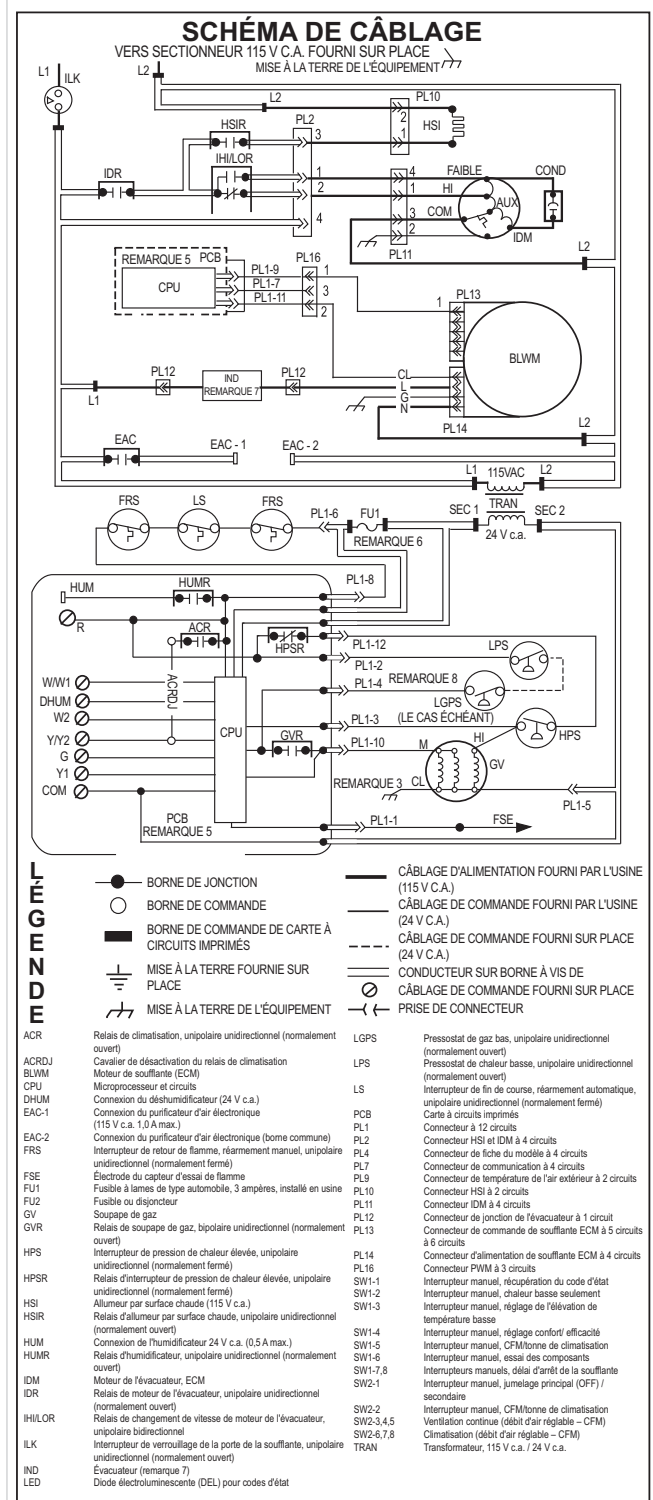 SCHÉMA DE CÂBLAGE
VERS SECTIONNEUR 115 V C.A. FOURNI SUR PLACE
L1
ILK
L2
MISE À LA TERRE DE L'ÉQUIPEMENT
L2
PL10
HSIR
PL2
2
HSI
3
1
IHI/LOR
IDR
1
4
FAIBLE
COND
2
1
HI
AUX
3
COM
4
2
IDM
L2
PL11
REMARQUE 5
PCB
PL16
CPU
PL1-9
1
PL1-7
3
PL1-11
2
PL13
1
BLWM
PL12
IND
REMARQUE 7
PL12
CL
L
G
N
L1
PL14
L2
EAC
EAC - 1
EAC - 2
L1
115VAC
L2
FRS
LS
FRS
PL1-6
FU1
SEC 1
TRAN
SEC 2
REMARQUE 6
24 V c.a.
HUM
HUMR
PL1-8
R
ACR
HPSR
PL1-12
LPS
PL1-2
W/W1
ACRDJ
PL1-4
REMARQUE 8
DHUM
LGPS
W2
CPU
PL1-3
(LE CAS ÉCHÉANT)
Y/Y2
GVR
HI
HPS
G
PL1-10
M
GV
Y1
REMARQUE 3
CL
COM
PL1-5
PCB
REMARQUE 5
PL1-1
FSE
LÉGENDE
BORNE DE JONCTION
BORNE DE COMMANDE
BORNE DE COMMANDE DE CARTE À
CIRCUITS IMPRIMÉS
MISE À LA TERRE FOURNIE SUR
PLACE
MISE À LA TERRE DE L'ÉQUIPEMENT
CÂBLAGE D'ALIMENTATION FOURNI PAR L'USINE
(115 V C.A.)
CÂBLAGE DE COMMANDE FOURNI PAR L'USINE
(24 V C.A.)
CÂBLAGE DE COMMANDE FOURNI SUR PLACE
(24 V C.A.)
CONDUCTEUR SUR BORNE À VIS DE
CÂBLAGE DE COMMANDE FOURNI SUR PLACE
PRISE DE CONNECTEUR
ACR Relais de climatisation, unipolaire unidirectionnel (normalement
ouvert)
ACRDJ Cavalier de désactivation du relais de climatisation
BLWM Moteur de soufflante (ECM)
CPU Microprocesseur et circuits
DHUM Connexion du déshumidificateur (24 V c.a.)
EAC-1 Connexion du purificateur d'air électronique
(115 V c.a. 1,0 A max.)
EAC-2 Connexion du purificateur d'air électronique (borne commune)
FRS Interrupteur de retour de flamme, réarmement manuel, unipolaire
unidirectionnel (normalement fermé)
FSE Électrode du capteur d'essai de flamme
FU1 Fusible à lames de type automobile, 3 ampères, installé en usine
FU2 Fusible ou disjoncteur
GV Soupape de gaz
GVR Relais de soupape de gaz, bipolaire unidirectionnel (normalement
ouvert)
HPS Interrupteur de pression de chaleur élevée, unipolaire
unidirectionnel (normalement fermé)
HPSR Relais d'interrupteur de pression de chaleur élevée, unipolaire
unidirectionnel (normalement fermé)
HSI Allumeur par surface chaude (115 V c.a.)
HSIR Relais d'allumeur par surface chaude, unipolaire unidirectionnel
(normalement ouvert)
HUM Connexion de l'humidificateur 24 V c.a. (0,5 A max.)
HUMR Relais d'humidificateur, unipolaire unidirectionnel (normalement
ouvert)
IDM Moteur de l'évacuateur, ECM
IDR Relais de moteur de l'évacuateur, unipolaire unidirectionnel
(normalement ouvert)
IHI/LOR Relais de changement de vitesse de moteur de l'évacuateur,
unipolaire bidirectionnel
ILK Interrupteur de verrouillage de la porte de la soufflante, unipolaire
unidirectionnel (normalement ouvert)
IND Évacuateur (remarque 7)
LED Diode électroluminescente (DEL) pour codes d'état
LGPS Pressostat de gaz bas, unipolaire unidirectionnel
(normalement ouvert)
LPS Pressostat de chaleur basse, unipolaire unidirectionnel
(normalement ouvert)
LS Interrupteur de fin de course, réarmement automatique,
unipolaire unidirectionnel (normalement fermé)
PCB Carte à circuits imprimés
PL1 Connecteur à 12 circuits
PL2 Connecteur HSI et IDM à 4 circuits
PL4 Connecteur de fiche du modèle à 4 circuits
PL7 Connecteur de communication à 4 circuits
PL9 Connecteur de température de l'air extérieur à 2 circuits
PL10 Connecteur HSI à 2 circuits
PL11 Connecteur IDM à 4 circuits
PL12 Connecteur de jonction de l'évacuateur à 1 circuit
PL13 Connecteur de commande de soufflante ECM à 5 circuits
à 6 circuits
PL14 Connecteur d'alimentation de soufflante ECM à 4 circuits
PL16 Connecteur PWM à 3 circuits
SW1-1 Interrupteur manuel, récupération du code d'état
SW1-2 Interrupteur manuel, chaleur basse seulement
SW1-3 Interrupteur manuel, réglage de l'élévation de
température basse
SW1-4 Interrupteur manuel, réglage confort/ efficacité
SW1-5 Interrupteur manuel, CFM/tonne de climatisation
SW1-6 Interrupteur manuel, essai des composants
SW1-7,8 Interrupteurs manuels, délai d'arrêt de la soufflante
SW2-1 Interrupteur manuel, jumelage principal (OFF) /
secondaire
SW2-2 Interrupteur manuel, CFM/tonne de climatisation
SW2-3,4,5 Ventilation continue (débit d'air réglable – CFM)
SW2-6,7,8 Climatisation (débit d'air réglable – CFM)
TRAN Transformateur, 115 V c.a. / 24 V c.a.